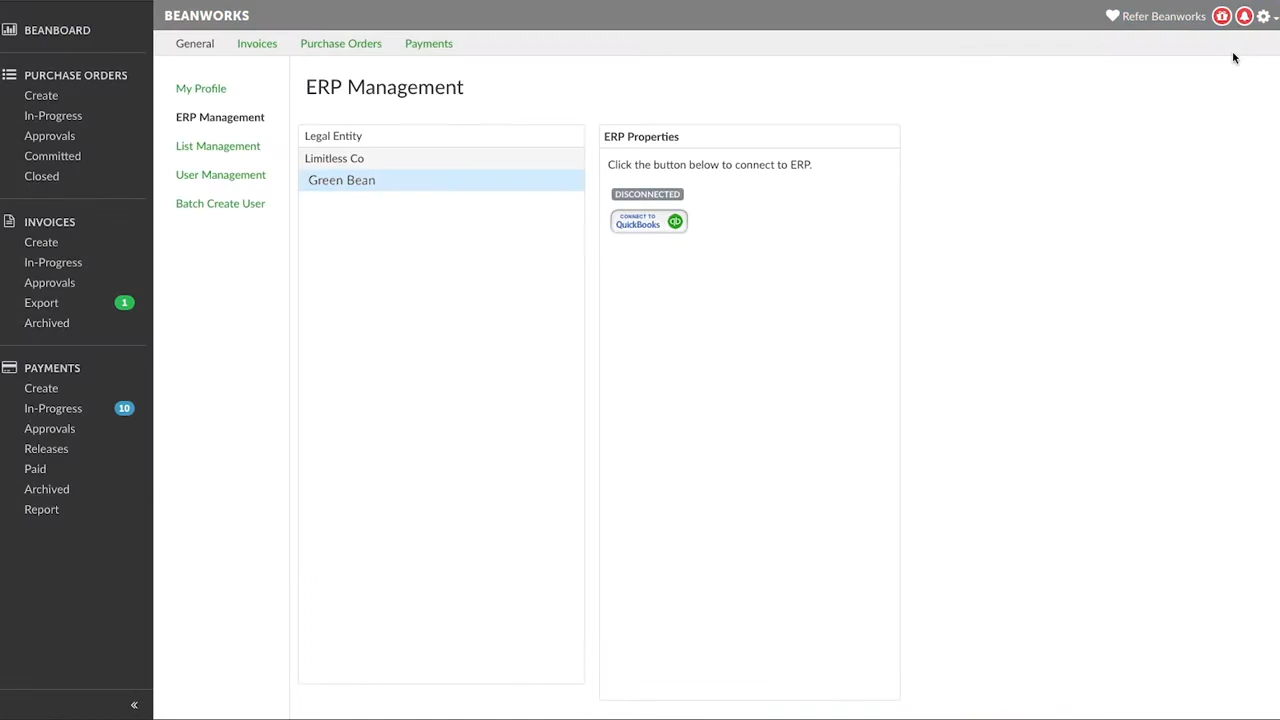 BEANWORKS
Refer Beanworks
BEANBOARD
PURCHASE ORDERS
Create
In-Progress
Approvals
Committed
Closed
INVOICES
Create
In-Progress
Approvals
Export 1
Archived
PAYMENTS
Create
In-Progress 10
Approvals
Releases
Paid
Archived
Report
«
General Invoices Purchase Orders Payments
My Profile
ERP Management
List Management
User Management
Batch Create User
ERP Management
Legal Entity
Limitless Co
Green Bean
ERP Properties
Click the button below to connect to ERP.
DISCONNECTED
CONNECT TO
QuickBooks qb